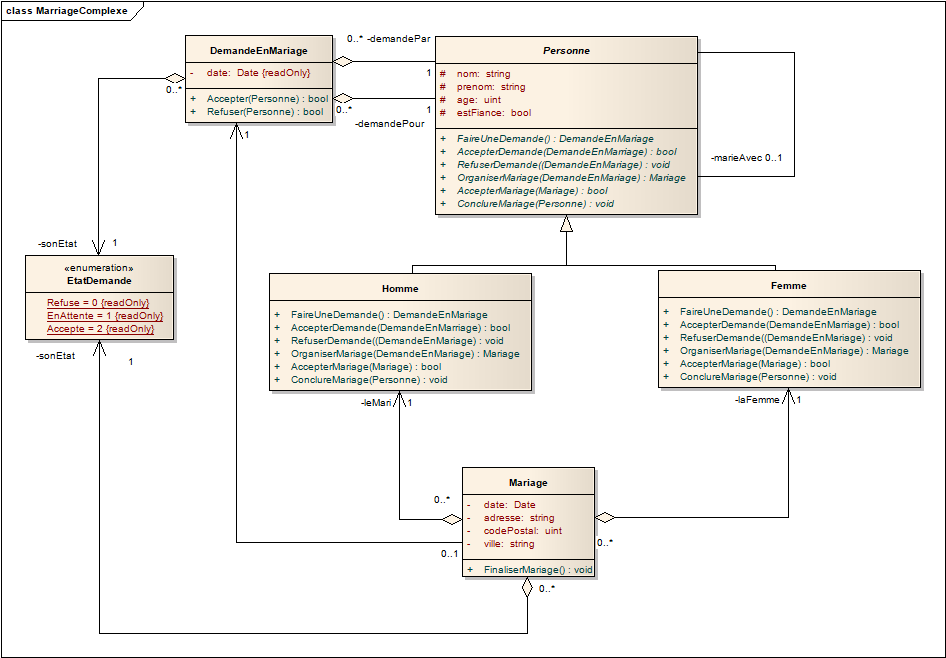 class MarriageComplexe
DemandeEnMariage
- date: Date {readOnly}
+ Accepter(Personne) : bool
+ Refuser(Personne) : bool
0..* -demandePar
1
0..*
1
-demandePour
0..*
1
Personne
# nom: string
# prenom: string
# age: uint
# estFiance: bool
+ FaireUneDemande() : DemandeEnMariage
+ AccepterDemande(DemandeEnMariage) : bool
+ RefuserDemande((DemandeEnMariage) : void
+ OrganiserMariage(DemandeEnMariage) : Mariage
+ AccepterMariage(Mariage) : bool
+ ConclureMariage(Personne) : void
-marieAvec 0..1
-sonEtat 1
«enumeration»
EtatDemande
Refuse = 0 {readOnly}
EnAttente = 1 {readOnly}
Accepte = 2 {readOnly}
-sonEtat
1
Homme
+ FaireUneDemande() : DemandeEnMariage
+ AccepterDemande(DemandeEnMarriage) : bool
+ RefuserDemande((DemandeEnMariage) : void
+ OrganiserMariage(DemandeEnMariage) : Mariage
+ AccepterMariage(Mariage) : bool
+ ConclureMariage(Personne) : void
Femme
+ FaireUneDemande() : DemandeEnMariage
+ AccepterDemande(DemandeEnMariage) : bool
+ RefuserDemande((DemandeEnMariage) : void
+ OrganiserMariage(DemandeEnMariage) : Mariage
+ AccepterMariage(Mariage) : bool
+ ConclureMariage(Personne) : void
-leMari 1
-laFemme 1
Mariage
- date: Date
- adresse: string
- codePostal: uint
- ville: string
+ FinaliserMariage() : void
0..*
0..*
0..1
0..*